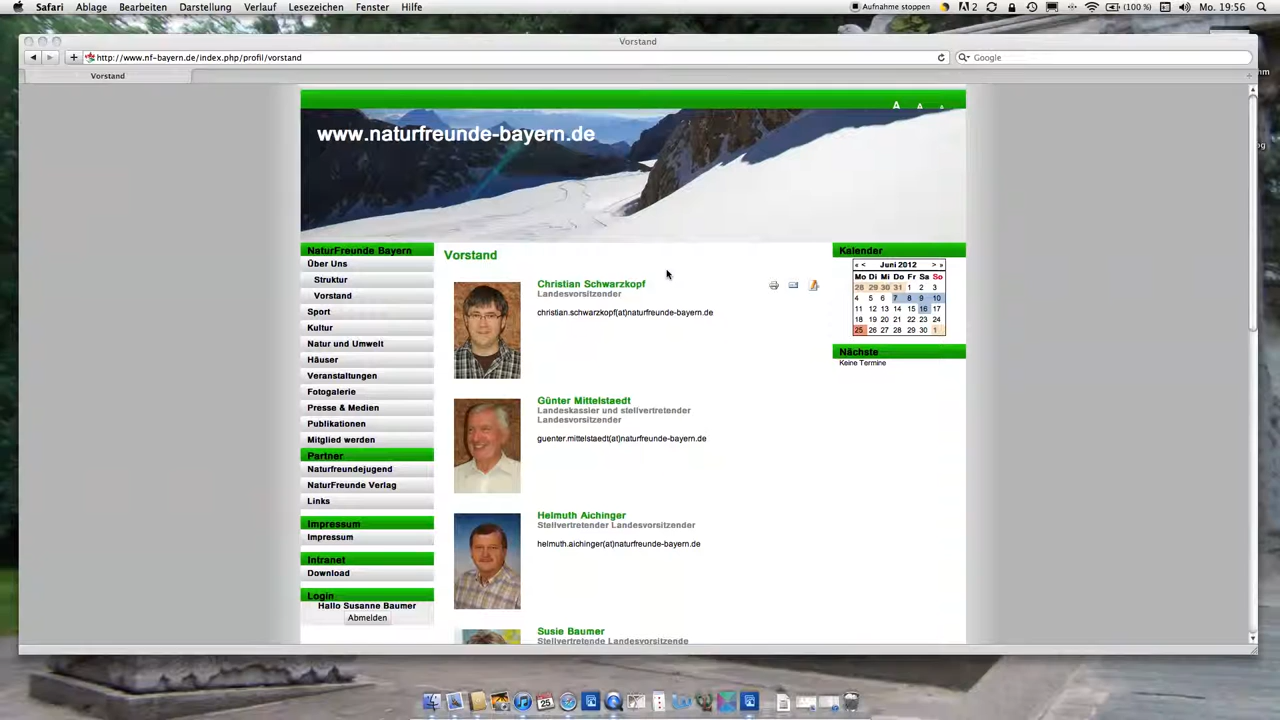 Safari Ablage Bearbeiten Darstellung Verlauf Lesezeichen Fenster Hilfe Aufnahme stoppen 2 (100 %) Mo. 19:56
Vorstand
http://www.nf-bayern.de/index.php/profil/vorstand
Google
Vorstand
A A A
www.naturfreunde-bayern.de
NaturFreunde Bayern
Über Uns
Struktur
Vorstand
Sport
Kultur
Natur und Umwelt
Häuser
Veranstaltungen
Fotogalerie
Presse & Medien
Publikationen
Mitglied werden
Partner
Naturfreundejugend
NaturFreunde Verlag
Links
Impressum
Impressum
Intranet
Download
Login
Hallo Susanne Baumer
Abmelden
Vorstand
Christian Schwarzkopf
Landesvorsitzender
christian.schwarzkopf(at)naturfreunde-bayern.de
Günter Mittelstaedt
Landeskassier und stellvertretender
Landesvorsitzender
guenter.mittelstaedt(at)naturfreunde-bayern.de
Helmuth Aichinger
Stellvertretender Landesvorsitzender
helmuth.aichinger(at)naturfreunde-bayern.de
Susie Baumer
Stellvertretende Landesvorsitzende
Kalender
« < Juni 2012 > »
Mo Di Mi Do Fr Sa So
28 29 30 31 1 2 3
4 5 6 7 8 9 10
11 12 13 14 15 16 17
18 19 20 21 22 23 24
25 26 27 28 29 30 1
Nächste
Keine Termine
25